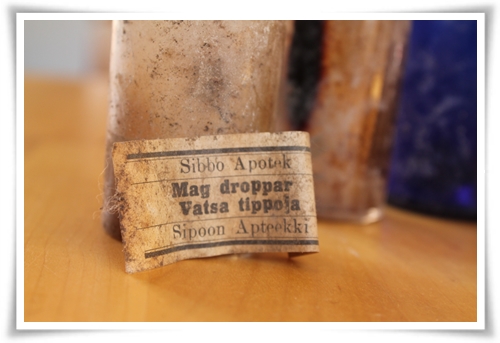 Sibbo Apotek
Mag droppar
Vatsa tippoja
Sipoon Apteekki